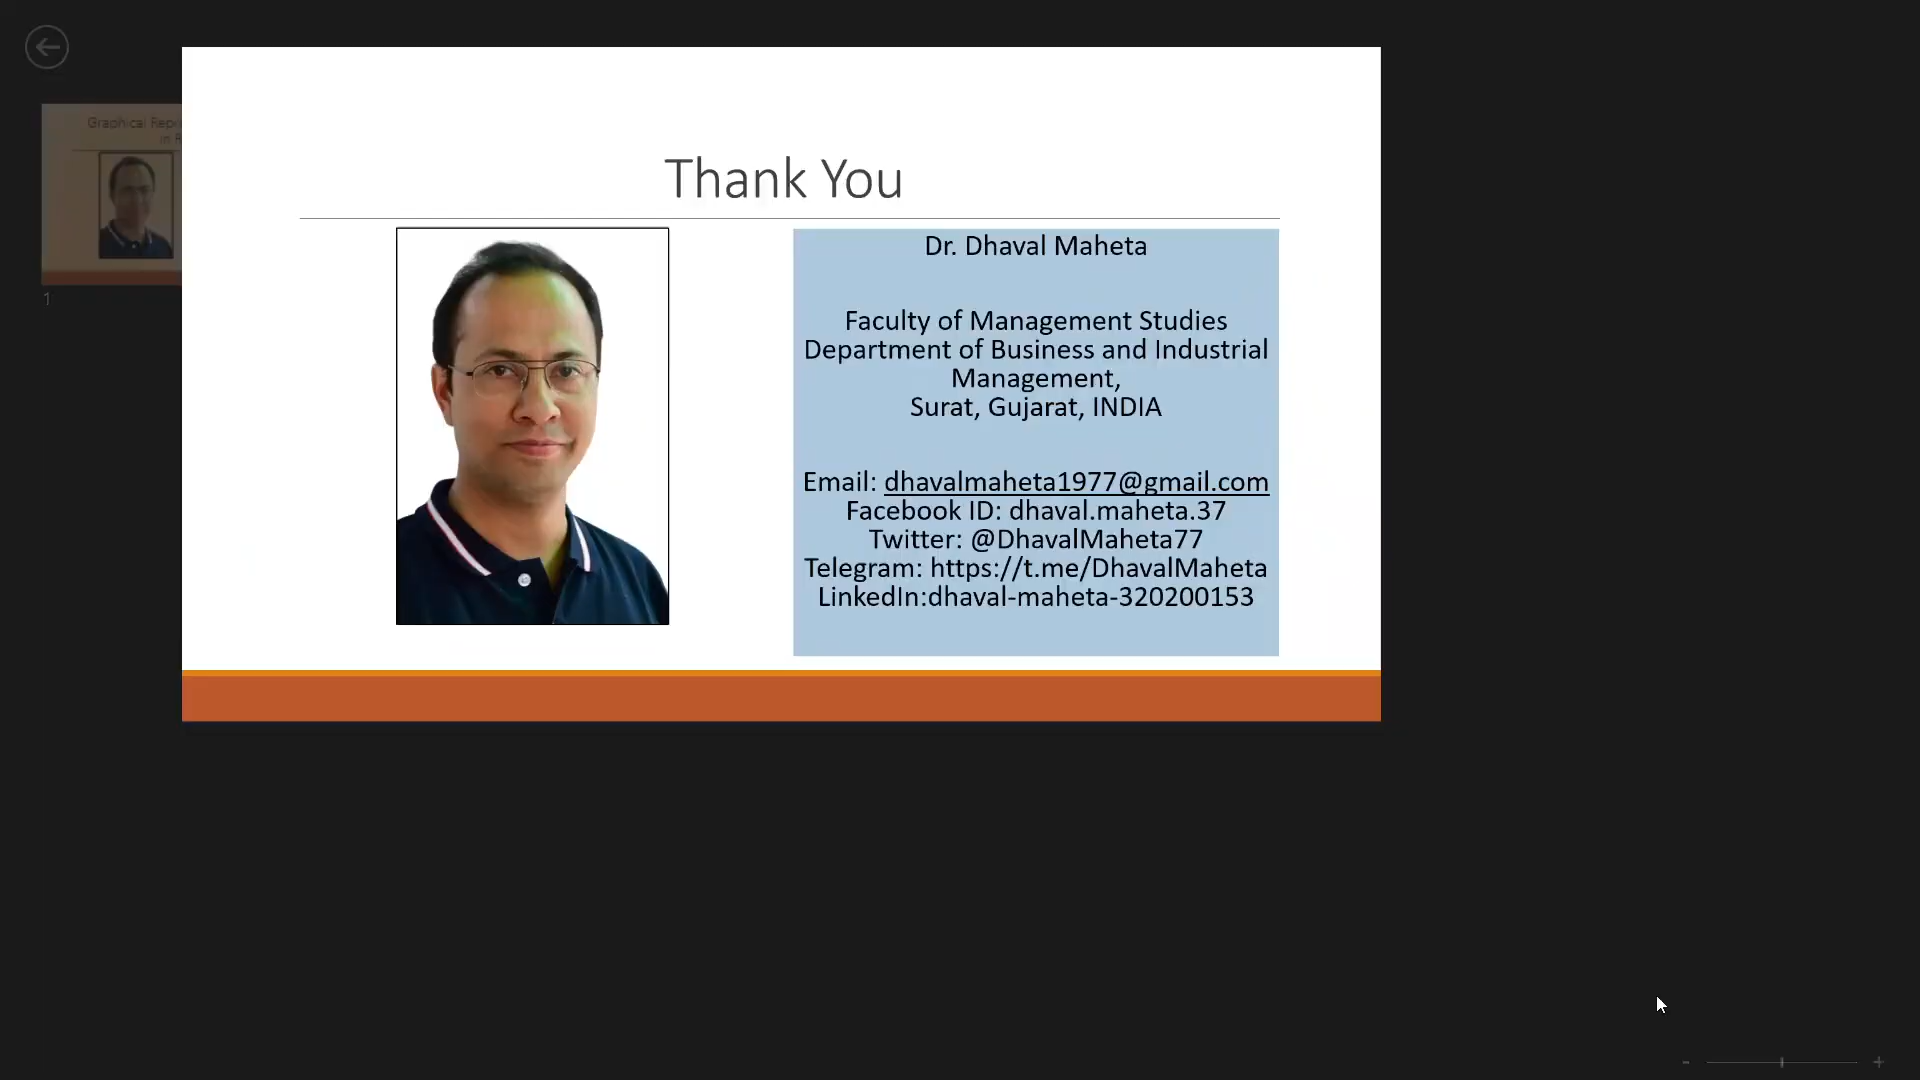 Thank You
Dr. Dhaval Maheta
Faculty of Management Studies
Department of Business and Industrial
Management,
Surat, Gujarat, INDIA
Email: dhavalmaheta1977@gmail.com
Facebook ID: dhaval.maheta.37
Twitter: @DhavalMaheta77
Telegram: https://t.me/DhavalMaheta
LinkedIn:dhaval-maheta-320200153
Graphical
in
1